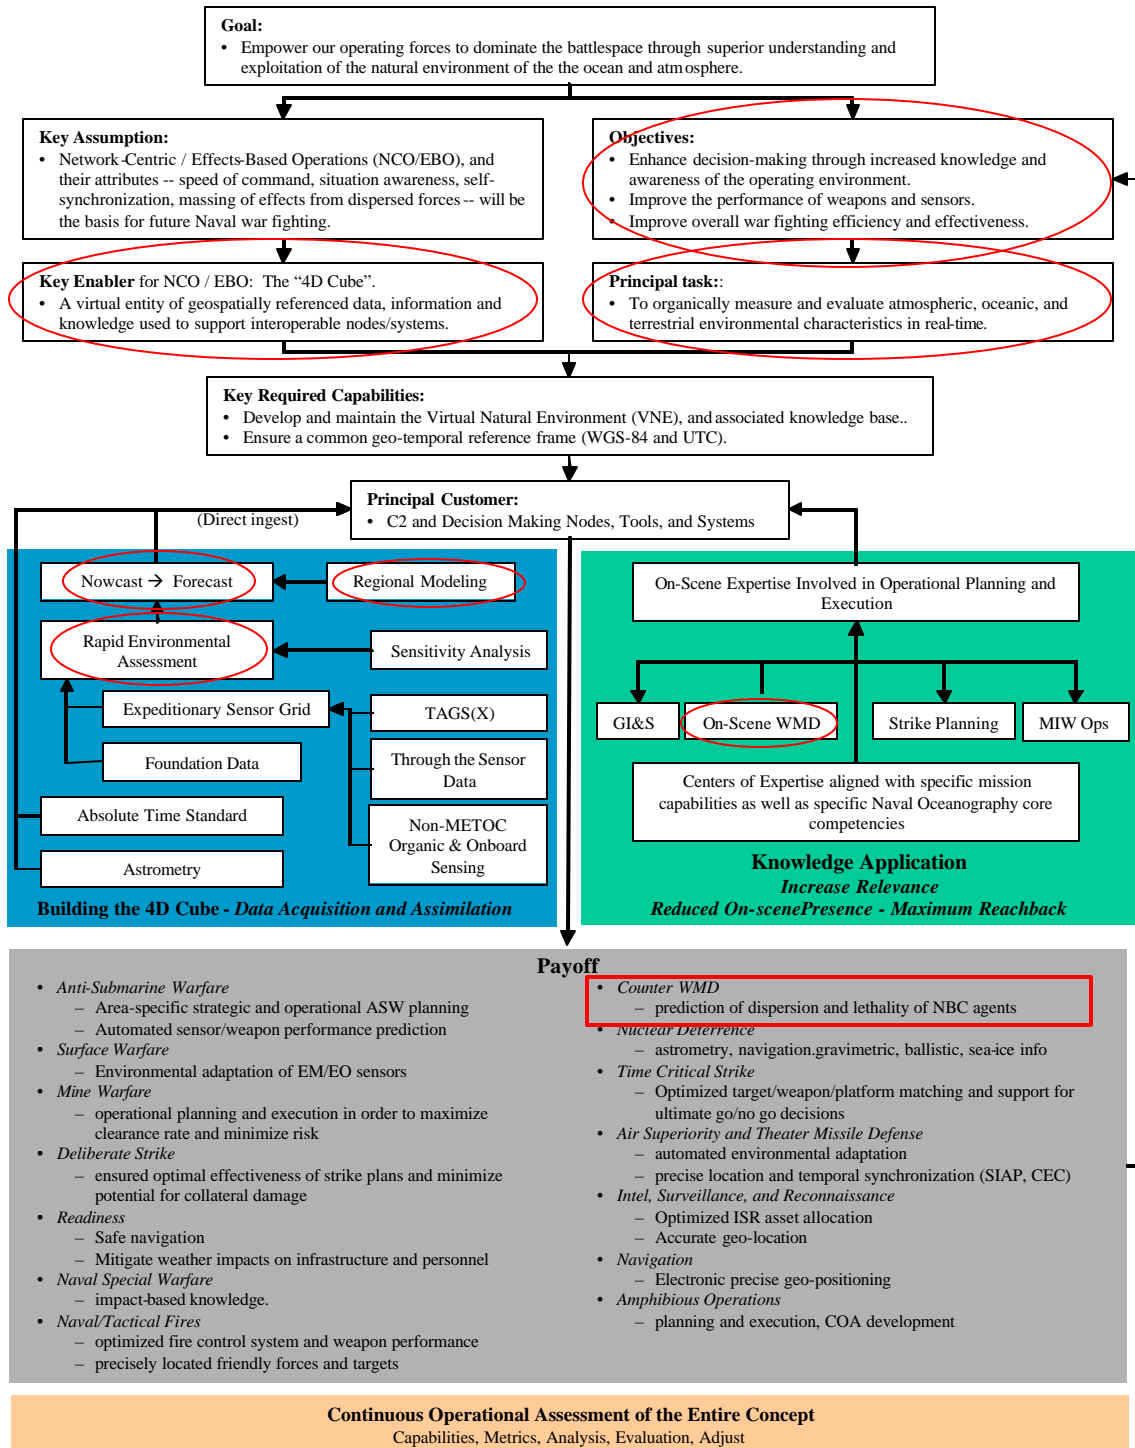 Goal:
• Empower our operating forces to dominate the battlespace through superior understanding and
exploitation of the natural environment of the the ocean and atmosphere.
Key Assumption:
• Network-Centric / Effects-Based Operations (NCO/EBO), and
their attributes -- speed of command, situation awareness, self-
synchronization, massing of effects from dispersed forces -- will be
the basis for future Naval war fighting.
Objectives:
• Enhance decision-making through increased knowledge and
awareness of the operating environment.
• Improve the performance of weapons and sensors.
• Improve overall war fighting efficiency and effectiveness.
Key Enabler for NCO / EBO: The “4D Cube”.
• A virtual entity of geospatially referenced data, information and
knowledge used to support interoperable nodes/systems.
Principal task::
• To organically measure and evaluate atmospheric, oceanic, and
terrestrial environmental characteristics in real-time.
Key Required Capabilities:
• Develop and maintain the Virtual Natural Environment (VNE), and associated knowledge base..
• Ensure a common geo-temporal reference frame (WGS-84 and UTC).
Principal Customer:
• C2 and Decision Making Nodes, Tools, and Systems
(Direct ingest)
Nowcast → Forecast
Regional Modeling
Rapid Environmental
Assessment
Sensitivity Analysis
Expeditionary Sensor Grid
TAGS(X)
Foundation Data
Through the Sensor
Data
Absolute Time Standard
Non-METOC
Organic & Onboard
Sensing
Astrometry
Building the 4D Cube - Data Acquisition and Assimilation
On-Scene Expertise Involved in Operational Planning and
Execution
GI&S
On-Scene WMD
Strike Planning
MIW Ops
Centers of Expertise aligned with specific mission
capabilities as well as specific Naval Oceanography core
competencies
Knowledge Application
Increase Relevance
Reduced On-scenePresence - Maximum Reachback
Payoff
• Anti-Submarine Warfare
– Area-specific strategic and operational ASW planning
– Automated sensor/weapon performance prediction
• Surface Warfare
– Environmental adaptation of EM/EO sensors
• Mine Warfare
– operational planning and execution in order to maximize
clearance rate and minimize risk
• Deliberate Strike
– ensured optimal effectiveness of strike plans and minimize
potential for collateral damage
• Readiness
– Safe navigation
– Mitigate weather impacts on infrastructure and personnel
• Naval Special Warfare
– impact-based knowledge.
• Naval/Tactical Fires
– optimized fire control system and weapon performance
– precisely located friendly forces and targets
• Counter WMD
– prediction of dispersion and lethality of NBC agents
• Nuclear Deterrence
– astrometry, navigation.gravimetric, ballistic, sea-ice info
• Time Critical Strike
– Optimized target/weapon/platform matching and support for
ultimate go/no go decisions
• Air Superiority and Theater Missile Defense
– automated environmental adaptation
– precise location and temporal synchronization (SIAP, CEC)
• Intel, Surveillance, and Reconnaissance
– Optimized ISR asset allocation
– Accurate geo-location
• Navigation
– Electronic precise geo-positioning
• Amphibious Operations
– planning and execution, COA development
Continuous Operational Assessment of the Entire Concept
Capabilities, Metrics, Analysis, Evaluation, Adjust